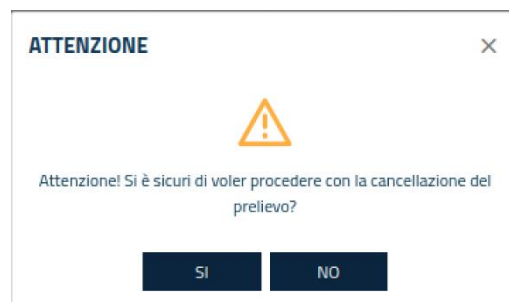 ATTENZIONE
Attenzione! Si è sicuri di voler procedere con la cancellazione del
prelievo?
SI
NO